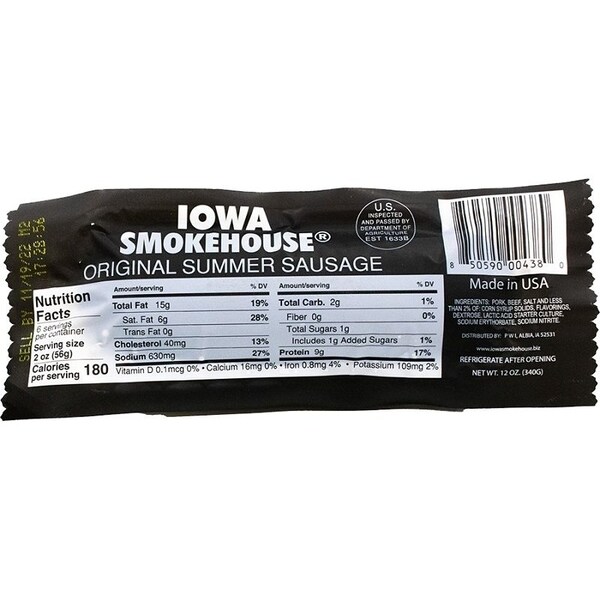 SELL BY 11/19/22 M2
17:28:56
IOWA
SMOKEHOUSE®
ORIGINAL SUMMER SAUSAGE
U.S.
INSPECTED
AND PASSED BY
DEPARTMENT OF
AGRICULTURE
EST 1633B
8 50590 00438 0
Made in USA
INGREDIENTS: PORK, BEEF, SALT AND LESS
THAN 2% OF: CORN SYRUP SOLIDS, FLAVORINGS,
DEXTROSE, LACTIC ACID STARTER CULTURE,
SODIUM ERYTHORBATE, SODIUM NITRITE.
DISTRIBUTED BY: P W I, ALBIA, IA 52531
www.iowasmokehouse.biz
REFRIGERATE AFTER OPENING
NET WT. 12 OZ. (340G)
Nutrition
Facts
6 servings
per container
Serving size
2 oz (56g)
Calories
per serving 180
Amount/serving % DV
Total Fat 15g 19%
Sat. Fat 6g 28%
Trans Fat 0g
Cholesterol 40mg 13%
Sodium 630mg 27%
Amount/serving % DV
Total Carb. 2g 1%
Fiber 0g 0%
Total Sugars 1g
Includes 1g Added Sugars 1%
Protein 9g 17%
Vitamin D 0.1mcg 0% • Calcium 16mg 0% • Iron 0.8mg 4% • Potassium 109mg 2%